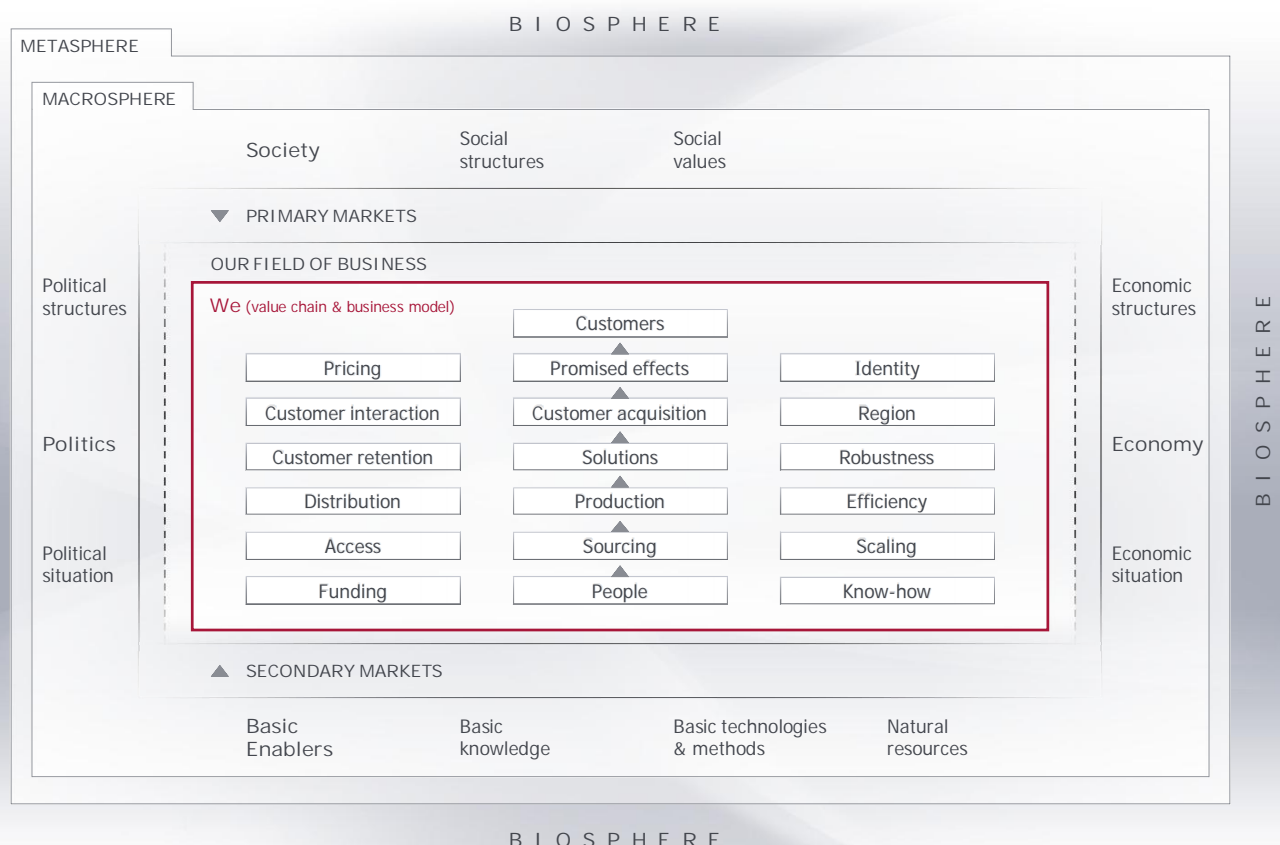 BIOSPHERE
METASPHERE
MACROSPHERE
Society
Social
structures
Social
values
PRIMARY MARKETS
OUR FIELD OF BUSINESS
We (value chain & business model)
Political
structures
Politics
Political
situation
Pricing
Customer interaction
Customer retention
Distribution
Access
Funding
Customers
Promised effects
Customer acquisition
Solutions
Production
Sourcing
People
Identity
Region
Robustness
Efficiency
Scaling
Know-how
Economic
structures
Economy
Economic
situation
BIOSPHERE
SECONDARY MARKETS
Basic
Enablers
Basic
knowledge
Basic technologies
& methods
Natural
resources
BIOSPHERE